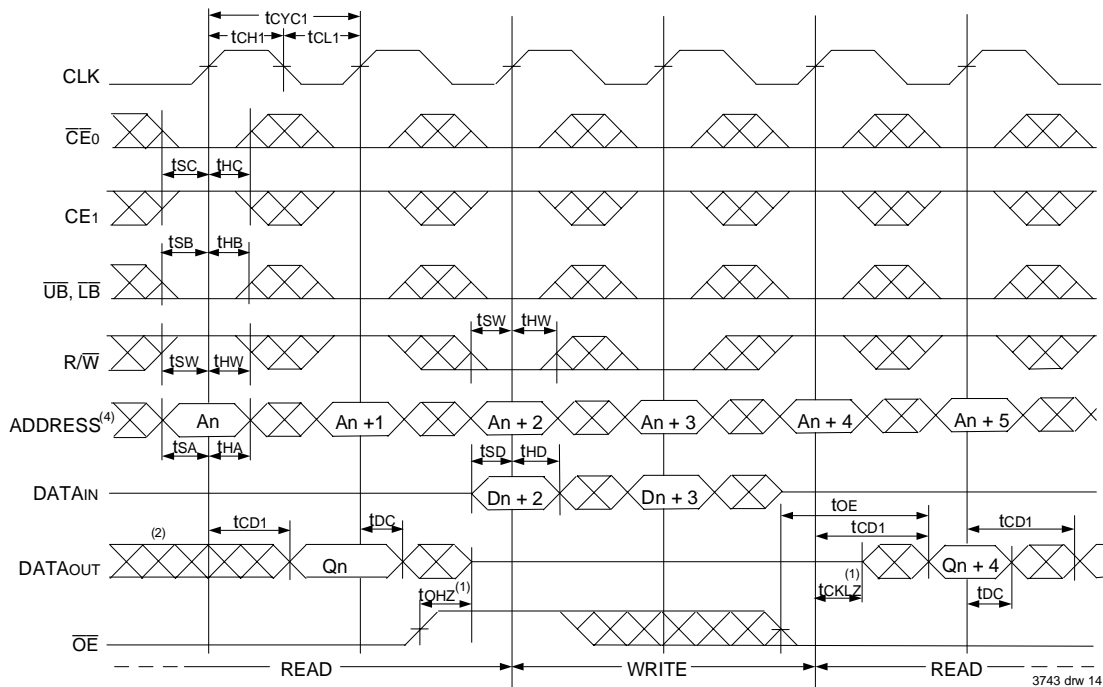 tCYC1
tCH1 tCL1
CLK
CE0
tSC tHC
CE1
tSB tHB
UB, LB
tSW tHW
R/W
tSW tHW
ADDRESS(4) An An +1 An + 2 An + 3 An + 4 An + 5
tSA tHA tSD tHD
DATAIN Dn + 2 Dn + 3
tOE
(2) tCD1 tDC tCD1 tCD1
DATAOUT Qn Qn + 4
tOHZ(1) tCKLZ(1) tDC
OE
READ WRITE READ
3743 drw 14